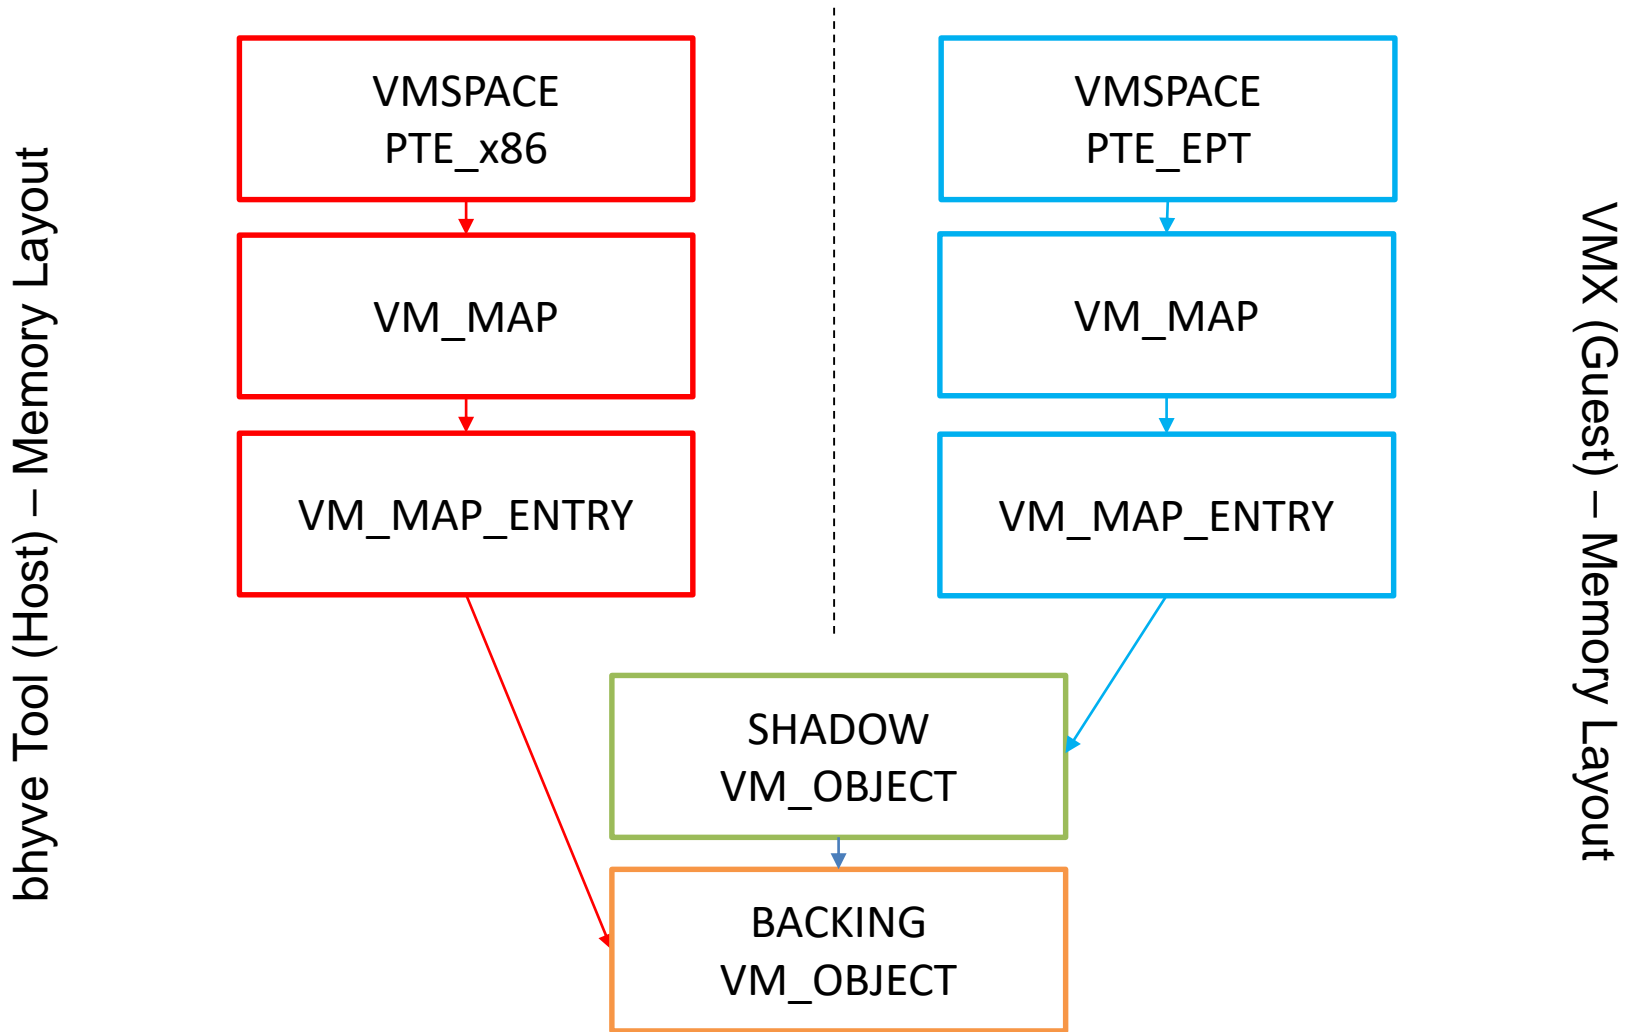 bhyve Tool (Host) – Memory Layout
VMSPACE
PTE_x86
VM_MAP
VM_MAP_ENTRY
VMSPACE
PTE_EPT
VM_MAP
VM_MAP_ENTRY
SHADOW
VM_OBJECT
BACKING
VM_OBJECT
VMX (Guest) – Memory Layout